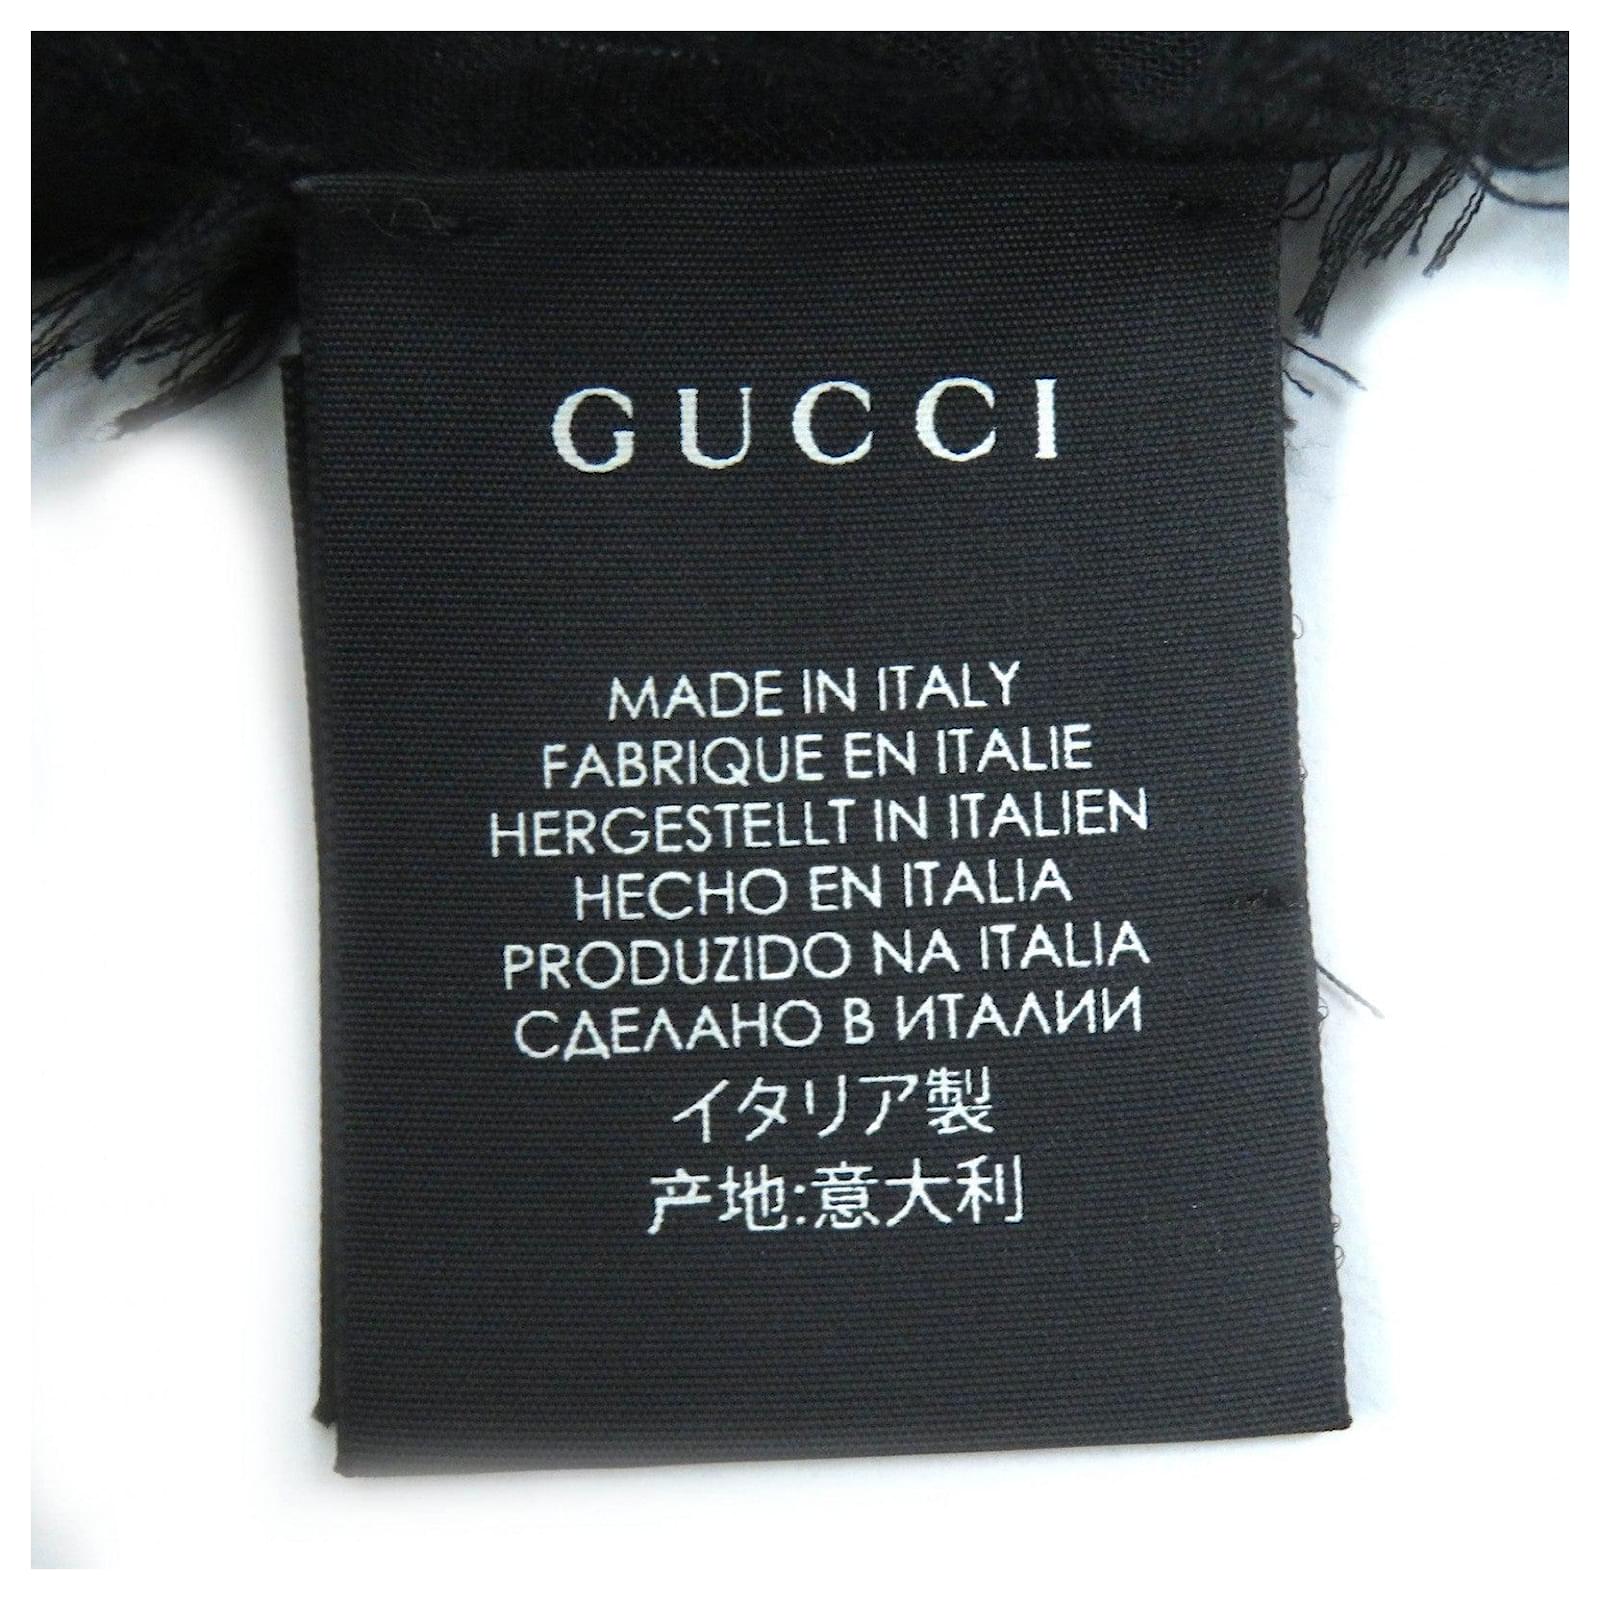 GUCCI
MADE IN ITALY
FABRIQUE EN ITALIE
HERGESTELLT IN ITALIEN
HECHO EN ITALIA
PRODUZIDO NA ITALIA
СДЕЛАНО В ИТАЛИИ
イタリア製
产地:意大利